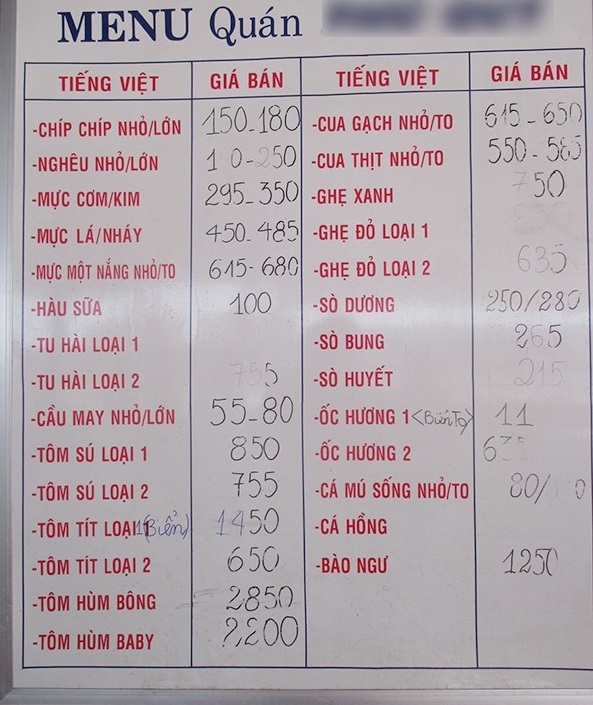 MENU Quán
TIẾNG VIỆT GIÁ BÁN
-CHÍP CHÍP NHỎ/LỚN 150-180
-NGHÊU NHỎ/LỚN
-MỰC CƠM/KIM 295-350
-MỰC LÁ/NHÁY 450-485
-MỰC MỘT NẮNG NHỎ/TO 615-680
-HÀU SỮA 100
-TU HÀI LOẠI 1
-TU HÀI LOẠI 2 755
-CẦU MAY NHỎ/LỚN 55-80
-TÔM SÚ LOẠI 1 850
-TÔM SÚ LOẠI 2 755
-TÔM TÍT LOẠI 1 (Biển) 1450
-TÔM TÍT LOẠI 2 650
-TÔM HÙM BÔNG 2850
-TÔM HÙM BABY 2200
TIẾNG VIỆT GIÁ BÁN
-CUA GẠCH NHỎ/TO 615-650
-CUA THỊT NHỎ/TO 550-585
-GHẸ XANH 750
-GHẸ ĐỎ LOẠI 1
-GHẸ ĐỎ LOẠI 2 635
-SÒ DƯƠNG 250/280
-SÒ BUNG 265
-SÒ HUYẾT 215
-ỐC HƯƠNG 1 11
-ỐC HƯƠNG 2
-CÁ MÚ SỐNG NHỎ/TO 80/
-CÁ HỒNG
-BÀO NGƯ 1250